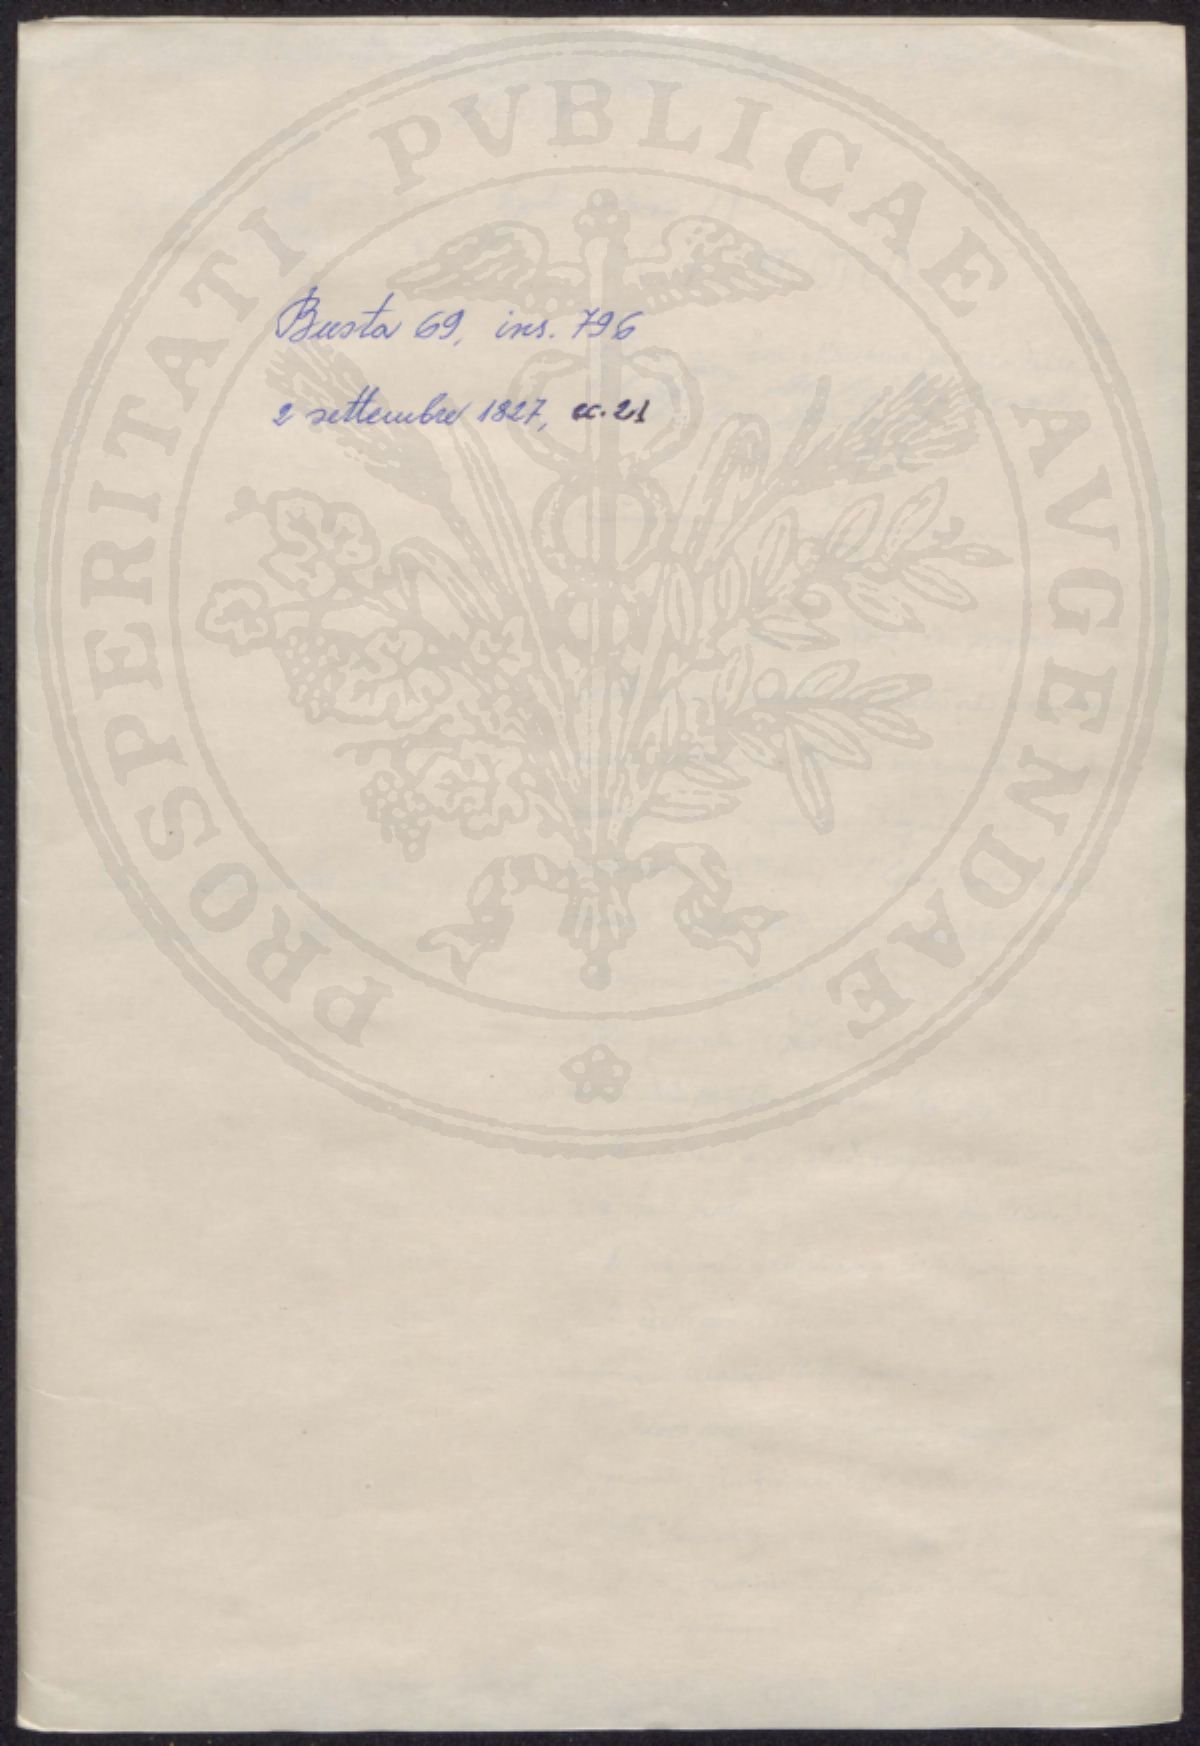 PROSPERITATI PVBLICAE AVGENDAE
Busta 69, ins. 796
2 settembre 1827, cc. 21